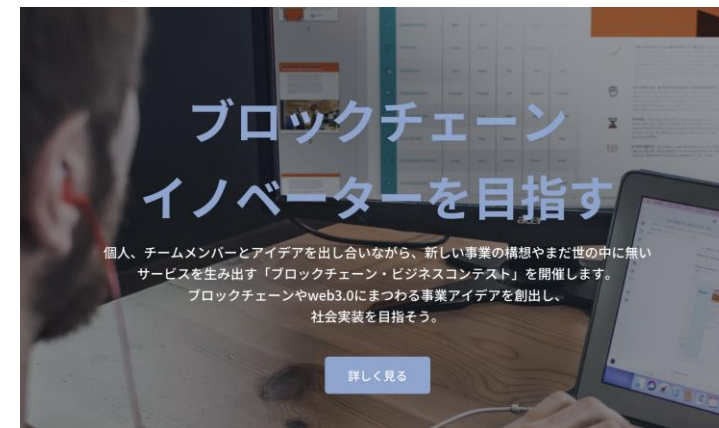 ブロックチェーン
イノベーターを目指す
acer
個人、チームメンバーとアイデアを出し合いながら、新しい事業の構想やまだ世の中に無い
サービスを生み出す「ブロックチェーン・ビジネスコンテスト」を開催します。
ブロックチェーンやweb3.0にまつわる事業アイデアを創出し、
社会実装を目指そう。
詳しく見る